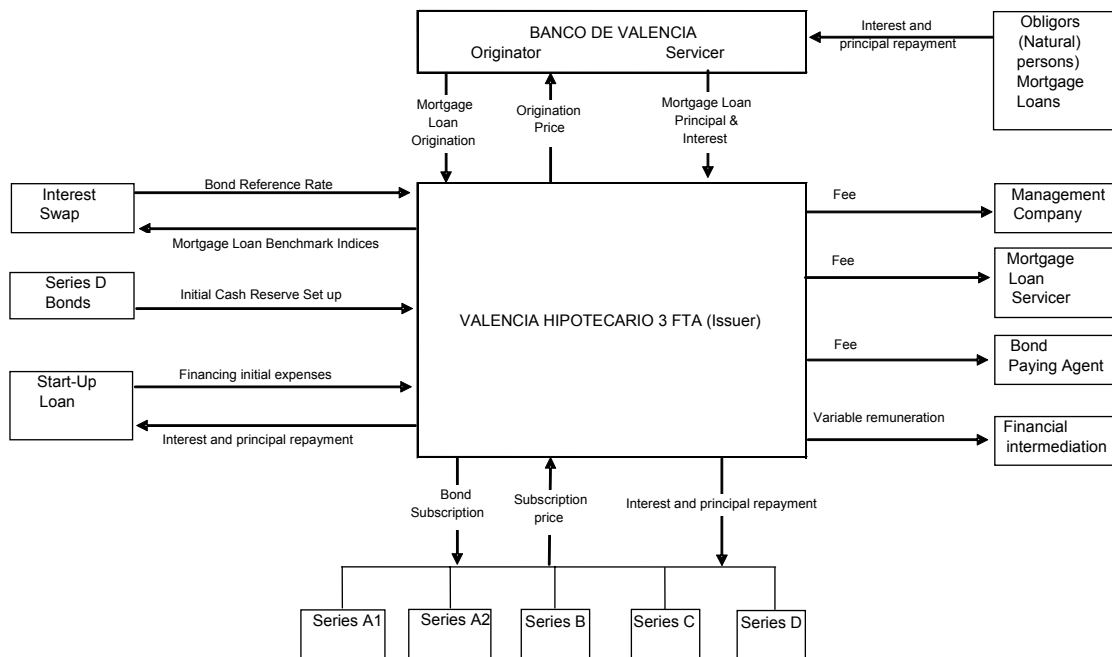 BANCO DE VALENCIA
Originator Servicer
Interest and
principal repayment
Obligors
(Natural)
persons)
Mortgage
Loans
Mortgage
Loan
Origination
Origination
Price
Mortgage Loan
Principal &
Interest
Interest
Swap
Bond Reference Rate
Mortgage Loan Benchmark Indices
Series D
Bonds
Initial Cash Reserve Set up
Start-Up
Loan
Financing initial expenses
Interest and principal repayment
VALENCIA HIPOTECARIO 3 FTA (Issuer)
Fee
Management
Company
Fee
Mortgage
Loan
Servicer
Fee
Bond
Paying Agent
Variable remuneration
Financial
intermediation
Bond
Subscription
Subscription
price
Interest and principal repayment
Series A1
Series A2
Series B
Series C
Series D